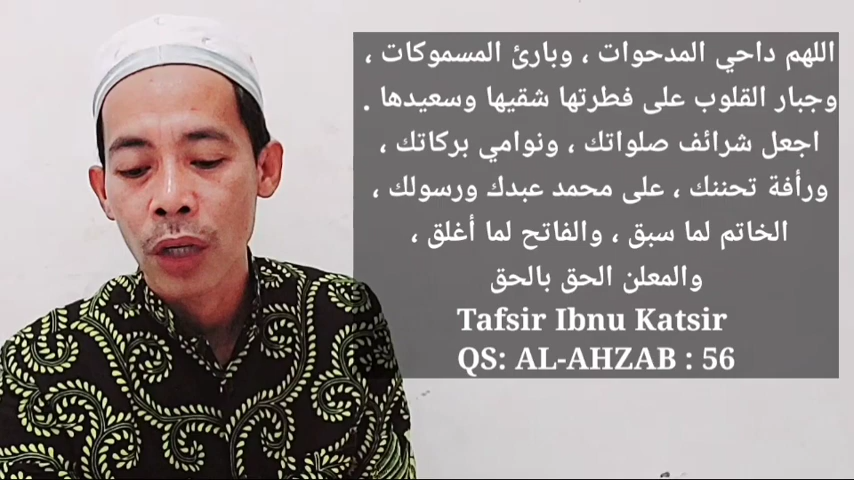 اللهم داحي المدحوات ، وبارئ المسموكات ،
وجبار القلوب على فطرتها شقيها وسعيدها .
اجعل شرائف صلواتك ، ونوامي بركاتك ،
ورأفة تحننك ، على محمد عبدك ورسولك ،
الخاتم لما سبق ، والفاتح لما أغلق ،
والمعلن الحق بالحق
Tafsir Ibnu Katsir
QS: AL-AHZAB : 56